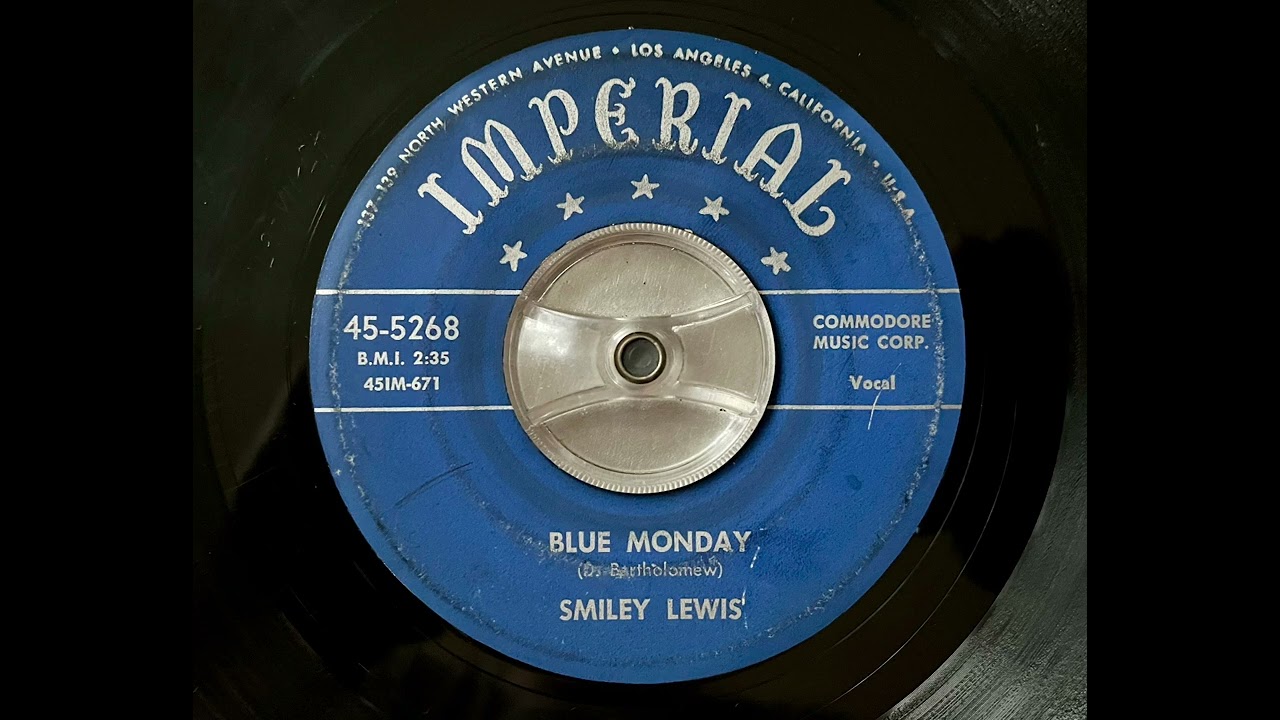 137-139 NORTH WESTERN AVENUE • LOS ANGELES 4, CALIFORNIA • U.S.A.
IMPERIAL
45-5268
B.M.I. 2:35
45IM-671
COMMODORE
MUSIC CORP.
Vocal
BLUE MONDAY
(D. Bartholomew)
SMILEY LEWIS